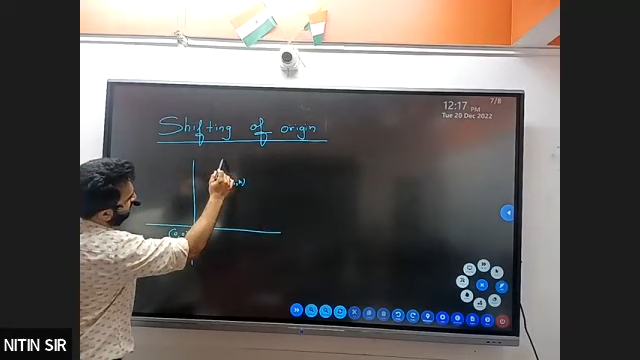 12:17 PM 7/8
Tue 20 Dec 2022
Shifting of origin
NITIN SIR